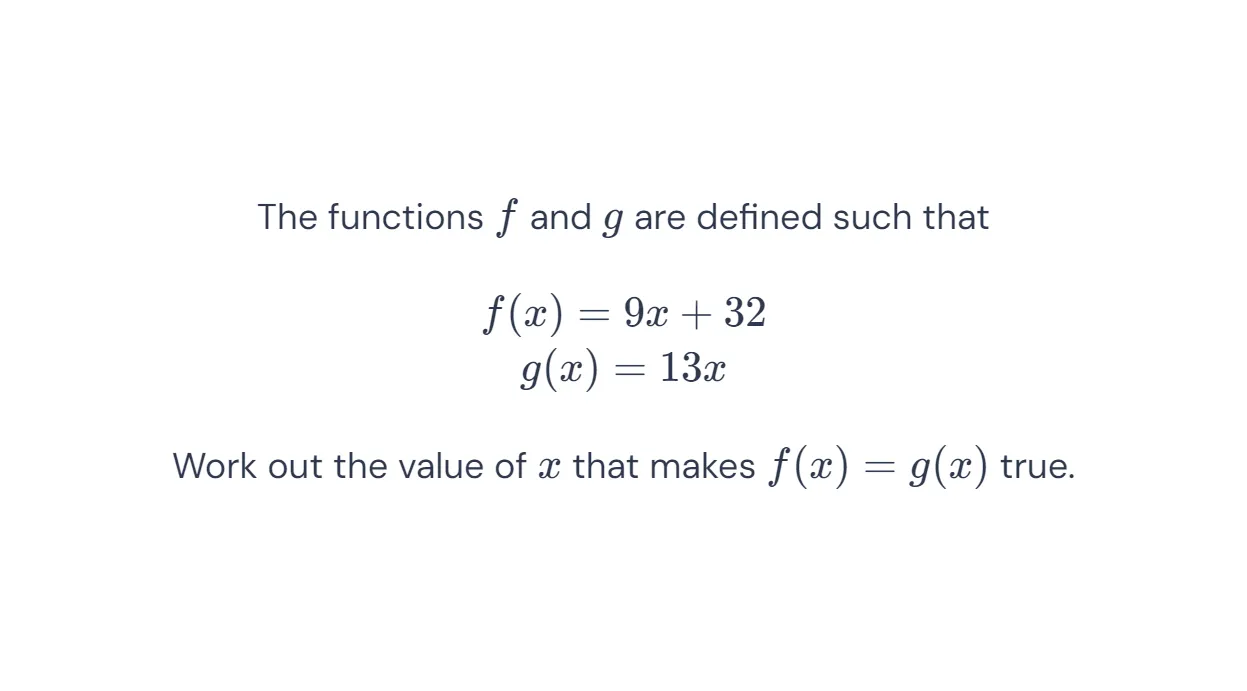 The functions f and g are defined such that
f(x) = 9x + 32
g(x) = 13x
Work out the value of x that makes f(x) = g(x) true.